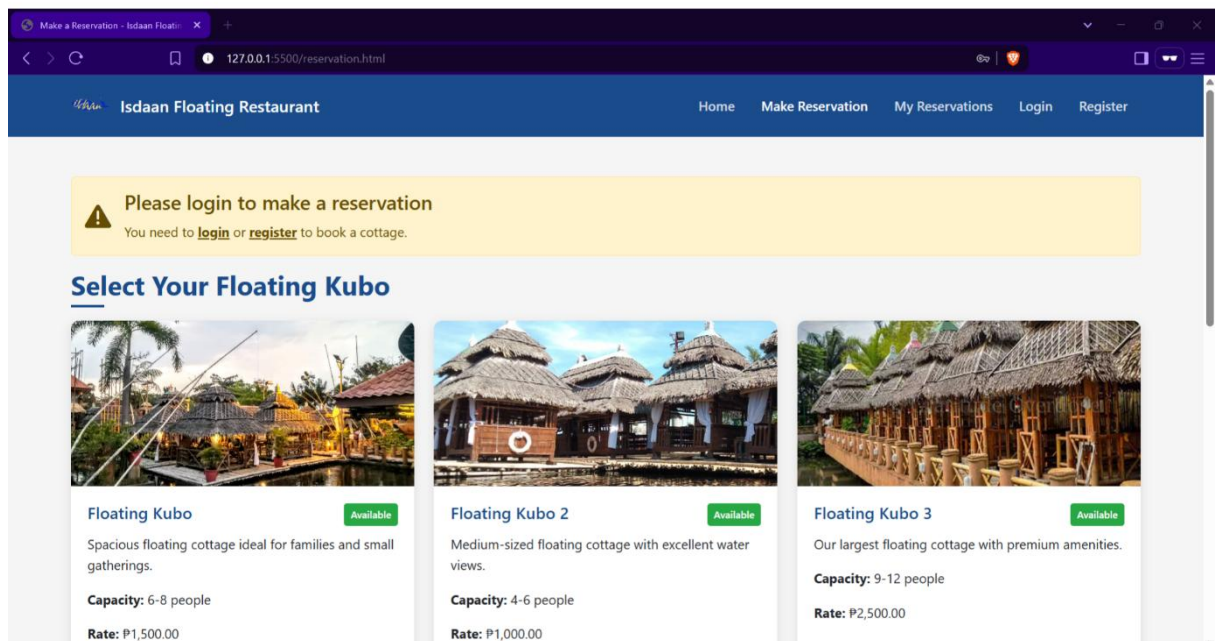 Make a Reservation - Isdaan Floatin
127.0.0.1:5500/reservation.html
Isdaan Floating Restaurant
Home Make Reservation My Reservations Login Register
Please login to make a reservation
You need to login or register to book a cottage.
Select Your Floating Kubo
Floating Kubo Available
Spacious floating cottage ideal for families and small
gatherings.
Capacity: 6-8 people
Rate: ₱1,500.00
Floating Kubo 2 Available
Medium-sized floating cottage with excellent water
views.
Capacity: 4-6 people
Rate: ₱1,000.00
Floating Kubo 3 Available
Our largest floating cottage with premium amenities.
Capacity: 9-12 people
Rate: ₱2,500.00